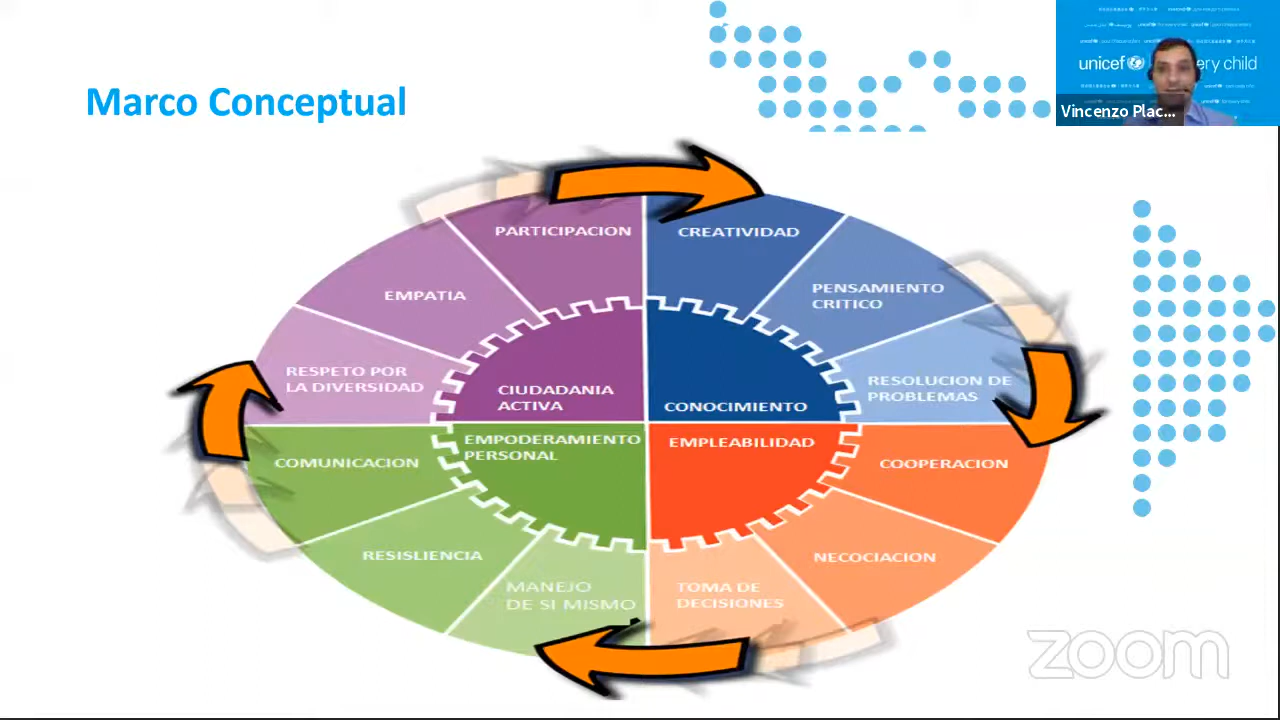 Marco Conceptual
unicef
ery child
Vincenzo Plac...
PARTICIPACION
CREATIVIDAD
EMPATIA
PENSAMIENTO
CRITICO
RESPETO POR
LA DIVERSIDAD
RESOLUCION DE
PROBLEMAS
CIUDADANIA
ACTIVA
CONOCIMIENTO
EMPODERAMIENTO
PERSONAL
EMPLEABILIDAD
COMUNICACION
COOPERACION
RESISLIENCIA
NECOCIACION
MANEJO
DE SI MISMO
TOMA DE
DECISIONES
zoom